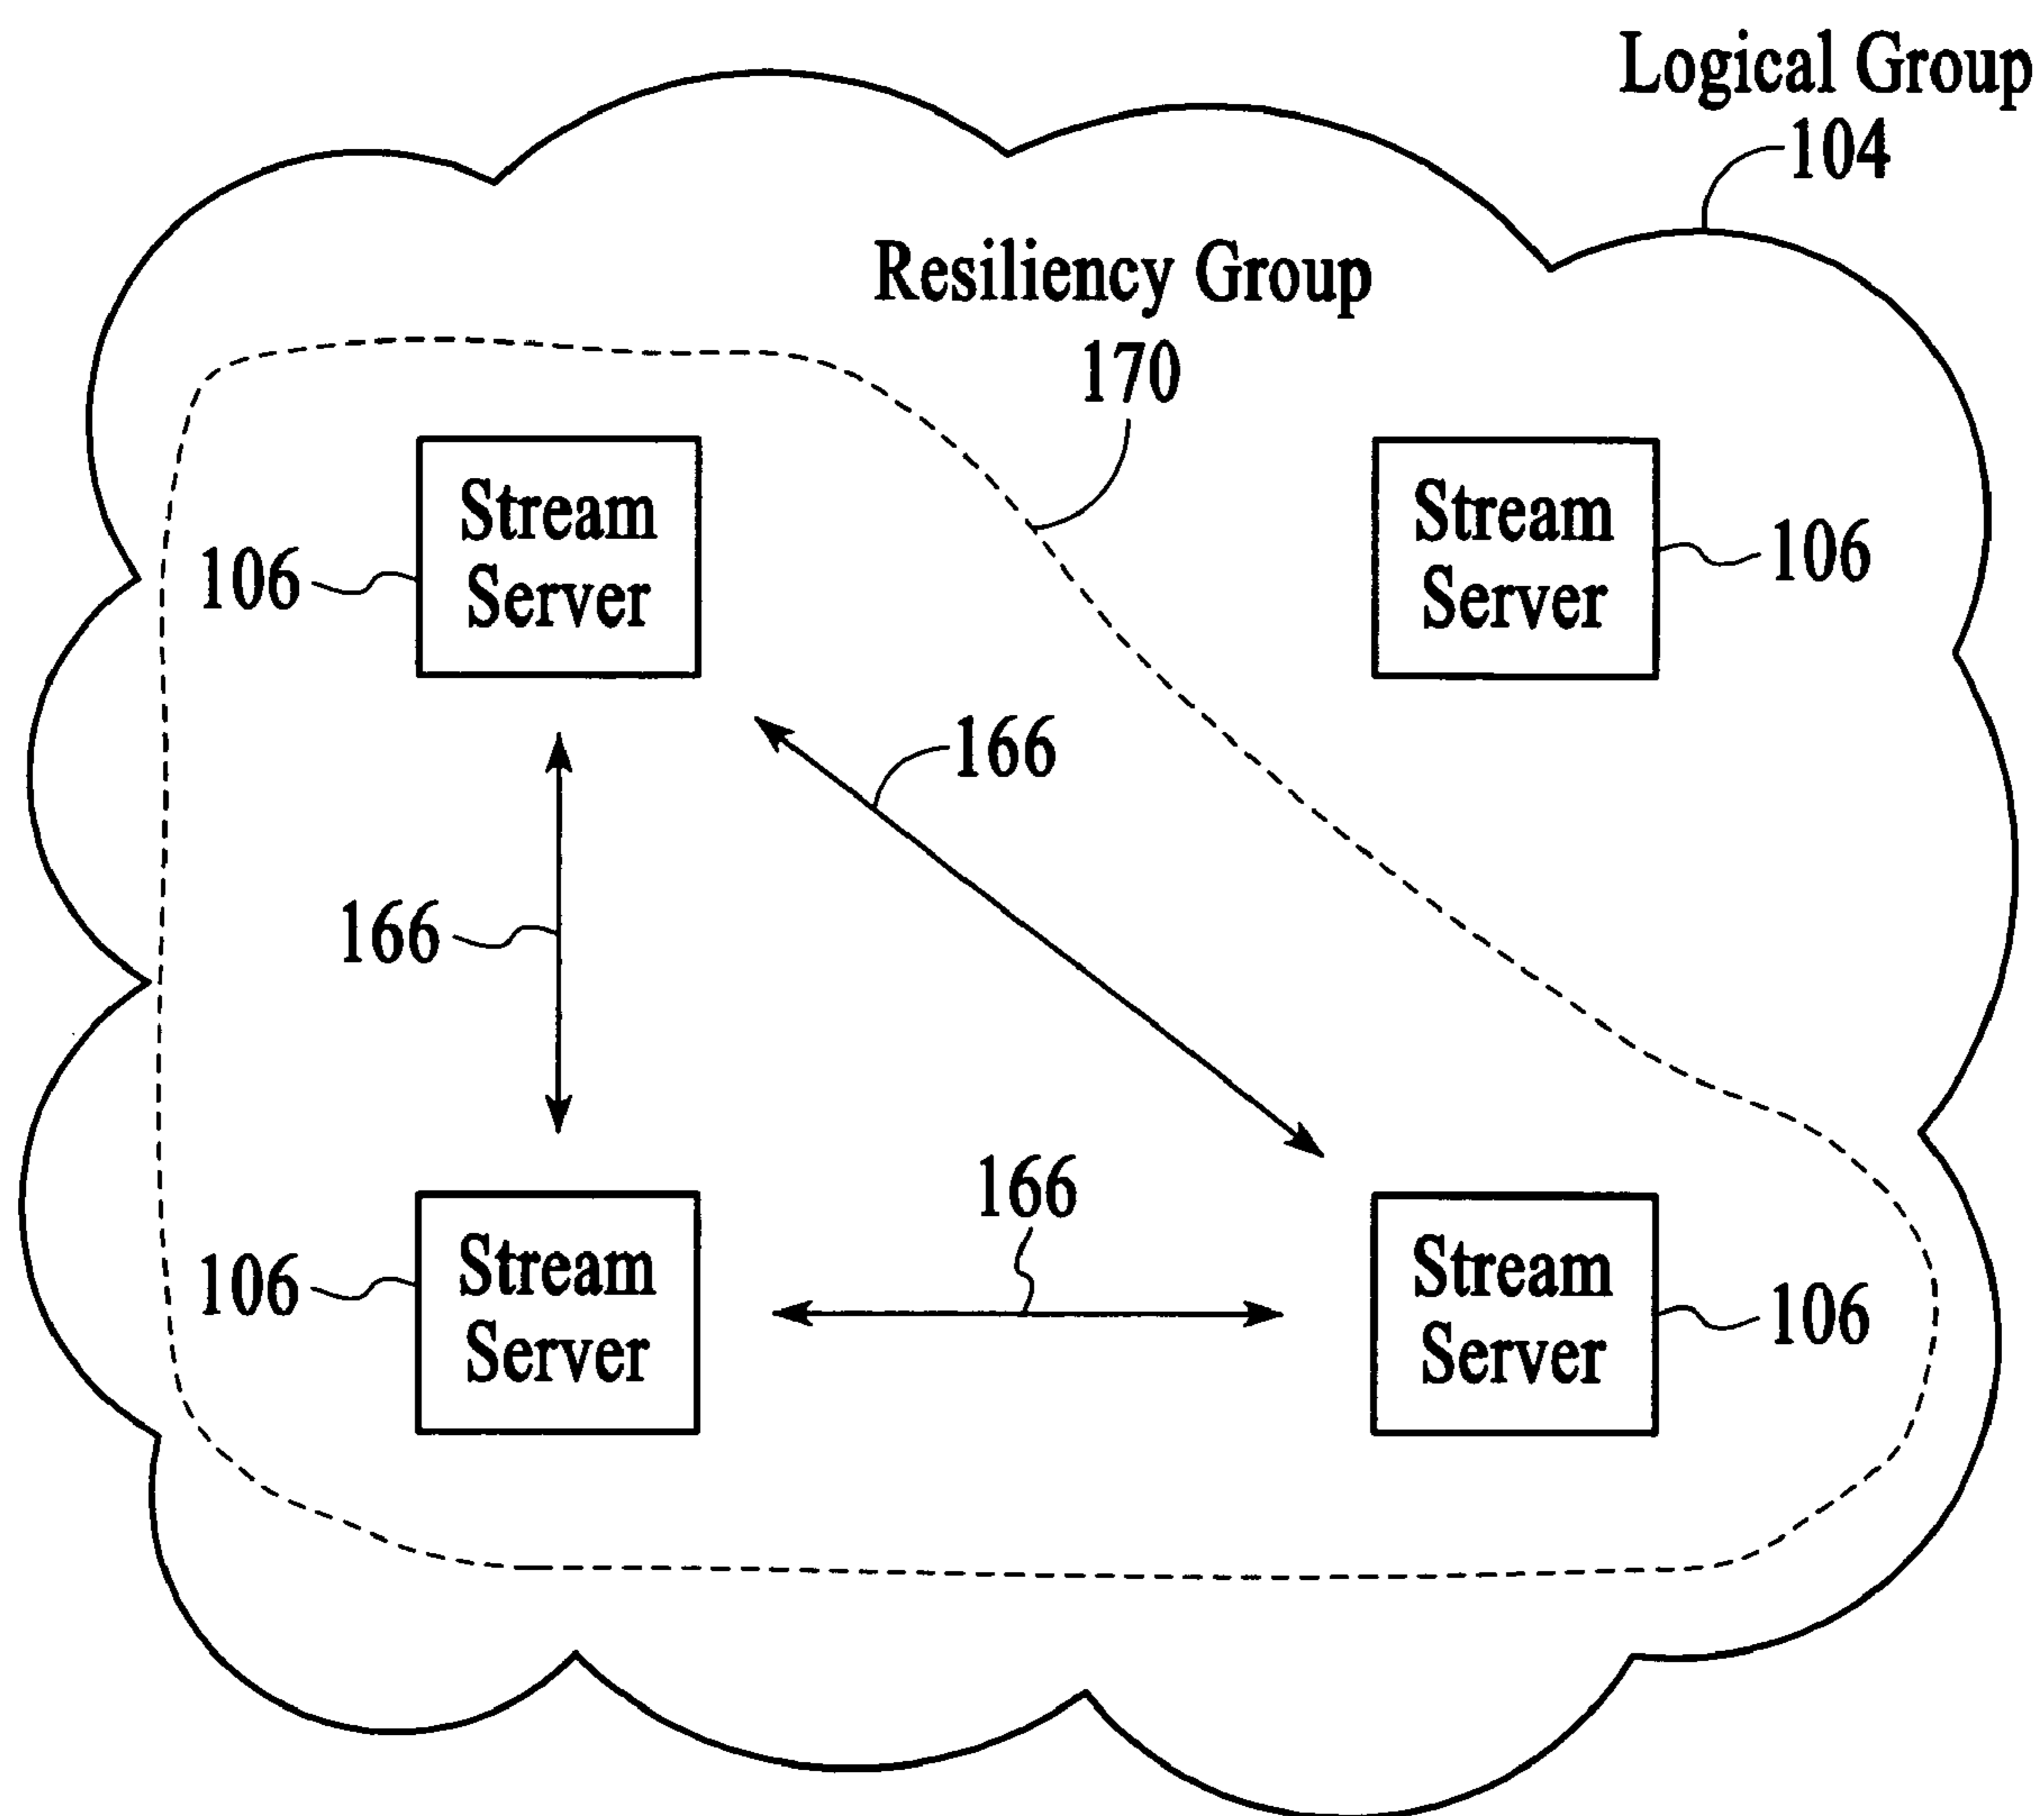 Logical Group
104
Resiliency Group
170
Stream
Server
106
Stream
Server
106
166
166
166
Stream
Server
106
Stream
Server
106